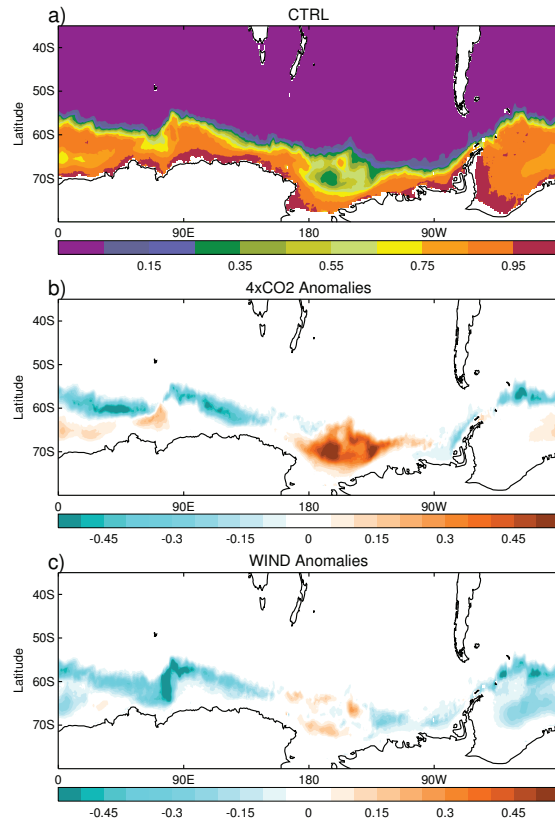 a)
CTRL
35S
40S
50S
Latitude
60S
70S
0
90E
180
90W
0.15
0.35
0.55
0.75
0.95
b)
4xCO2 Anomalies
40S
50S
Latitude
60S
70S
0
90E
180
90W
-0.45
-0.3
-0.15
0
0.15
0.3
0.45
c)
WIND Anomalies
40S
50S
Latitude
60S
70S
0
90E
180
90W
-0.45
-0.3
-0.15
0
0.15
0.3
0.45